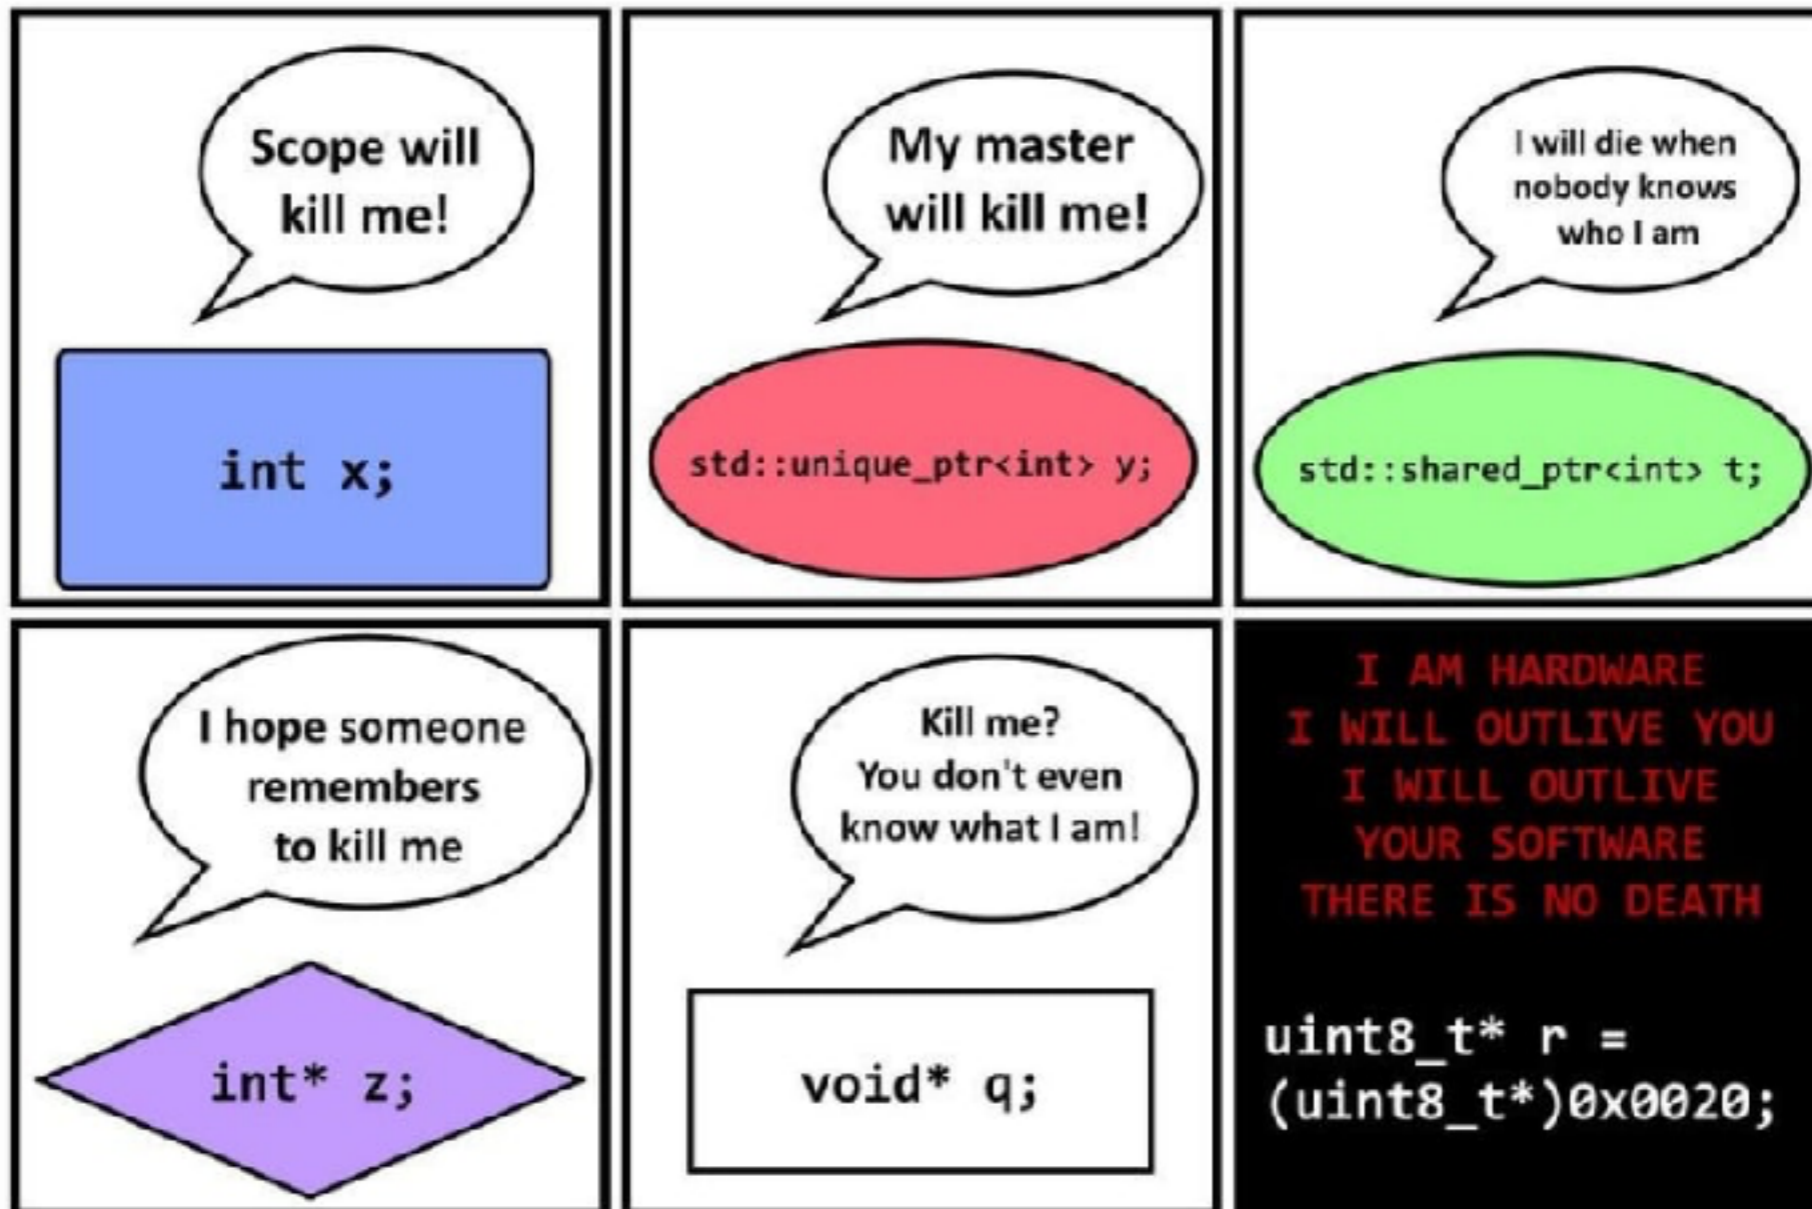 Scope will
kill me!
int x;
My master
will kill me!
std::unique_ptr<int> y;
I will die when
nobody knows
who I am
std::shared_ptr<int> t;
I hope someone
remembers
to kill me
int* z;
Kill me?
You don't even
know what I am!
void* q;
I AM HARDWARE
I WILL OUTLIVE YOU
I WILL OUTLIVE
YOUR SOFTWARE
THERE IS NO DEATH
uint8_t* r =
(uint8_t*)0x0020;